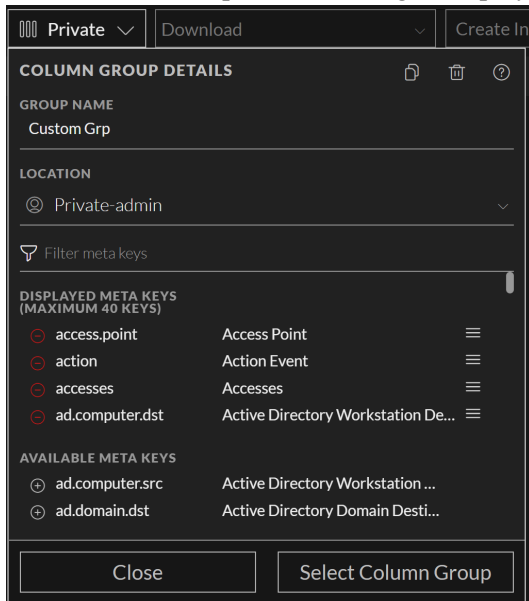 Private Download Create In
COLUMN GROUP DETAILS
GROUP NAME
Custom Grp
LOCATION
Private-admin
Filter meta keys
DISPLAYED META KEYS
(MAXIMUM 40 KEYS)
access.point Access Point
action Action Event
accesses Accesses
ad.computer.dst Active Directory Workstation De...
AVAILABLE META KEYS
ad.computer.src Active Directory Workstation ...
ad.domain.dst Active Directory Domain Desti...
Close Select Column Group